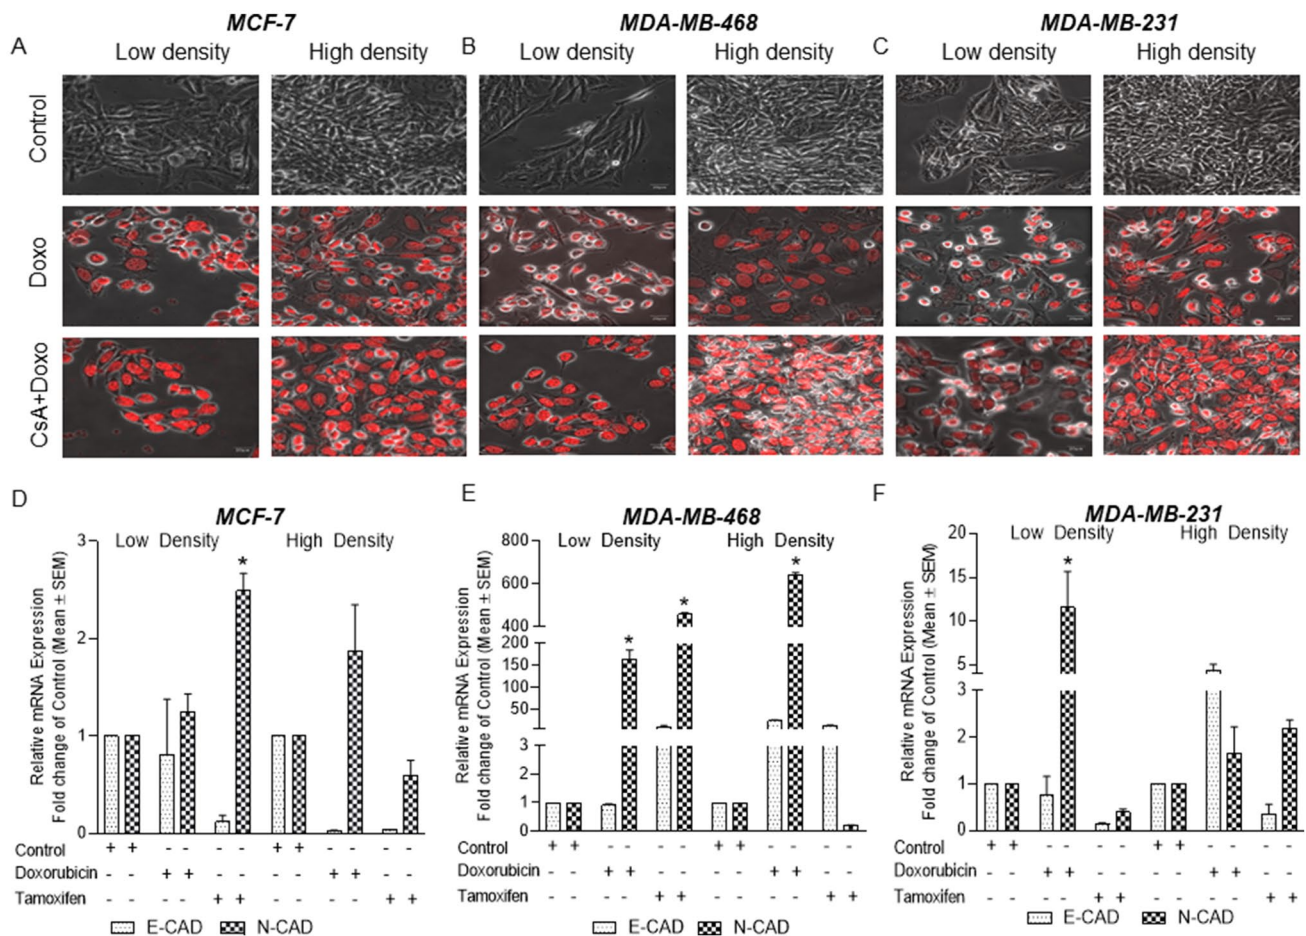 MCF-7 MDA-MB-468 MDA-MB-231
A Low density High density B Low density High density C Low density High density
Control
Doxo
CsA+Doxo
D MCF-7
Low Density High Density
Relative mRNA Expression
Fold change of Control (Mean ± SEM)
3
2
1
0
*
Control + + - - - - + + - - - -
Doxorubicin - - + + - - - - + + - -
Tamoxifen - - - - + + - - - - + +
E-CAD N-CAD
E MDA-MB-468
Low Density High Density
Relative mRNA Expression
Fold change of Control (Mean ± SEM)
800
600
400
200
150
100
50
3
2
1
0
* * *
Control + + - - - - + + - - - -
Doxorubicin - - + + - - - - + + - -
Tamoxifen - - - - + + - - - - + +
E-CAD N-CAD
F MDA-MB-231
Low Density High Density
Relative mRNA Expression
Fold change of Control (Mean ± SEM)
20
15
10
5
3
2
1
0
*
Control + + - - - - + + - - - -
Doxorubicin - - + + - - - - + + - -
Tamoxifen - - - - + + - - - - + +
E-CAD N-CAD